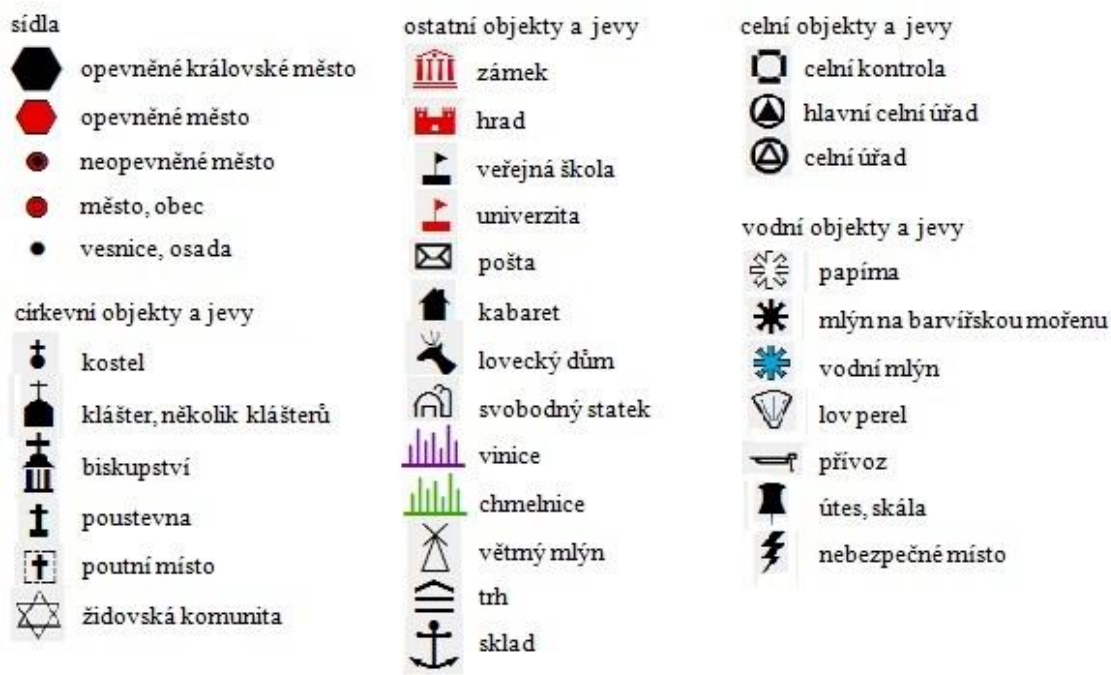 sídla
opevněné královské město
opevněné město
neopevněné město
město, obec
vesnice, osada
církevní objekty a jevy
kostel
klášter, několik klášterů
biskupství
poustevna
poutní místo
židovská komunita
ostatní objekty a jevy
zámek
hrad
veřejná škola
univerzita
pošta
kabaret
lovecký dům
svobodný statek
vinice
chmelnice
větrný mlýn
trh
sklad
celní objekty a jevy
celní kontrola
hlavní celní úřad
celní úřad
vodní objekty a jevy
papírna
mlýn na barvířskou mořenu
vodní mlýn
lov perel
přívoz
útes, skála
nebezpečné místo